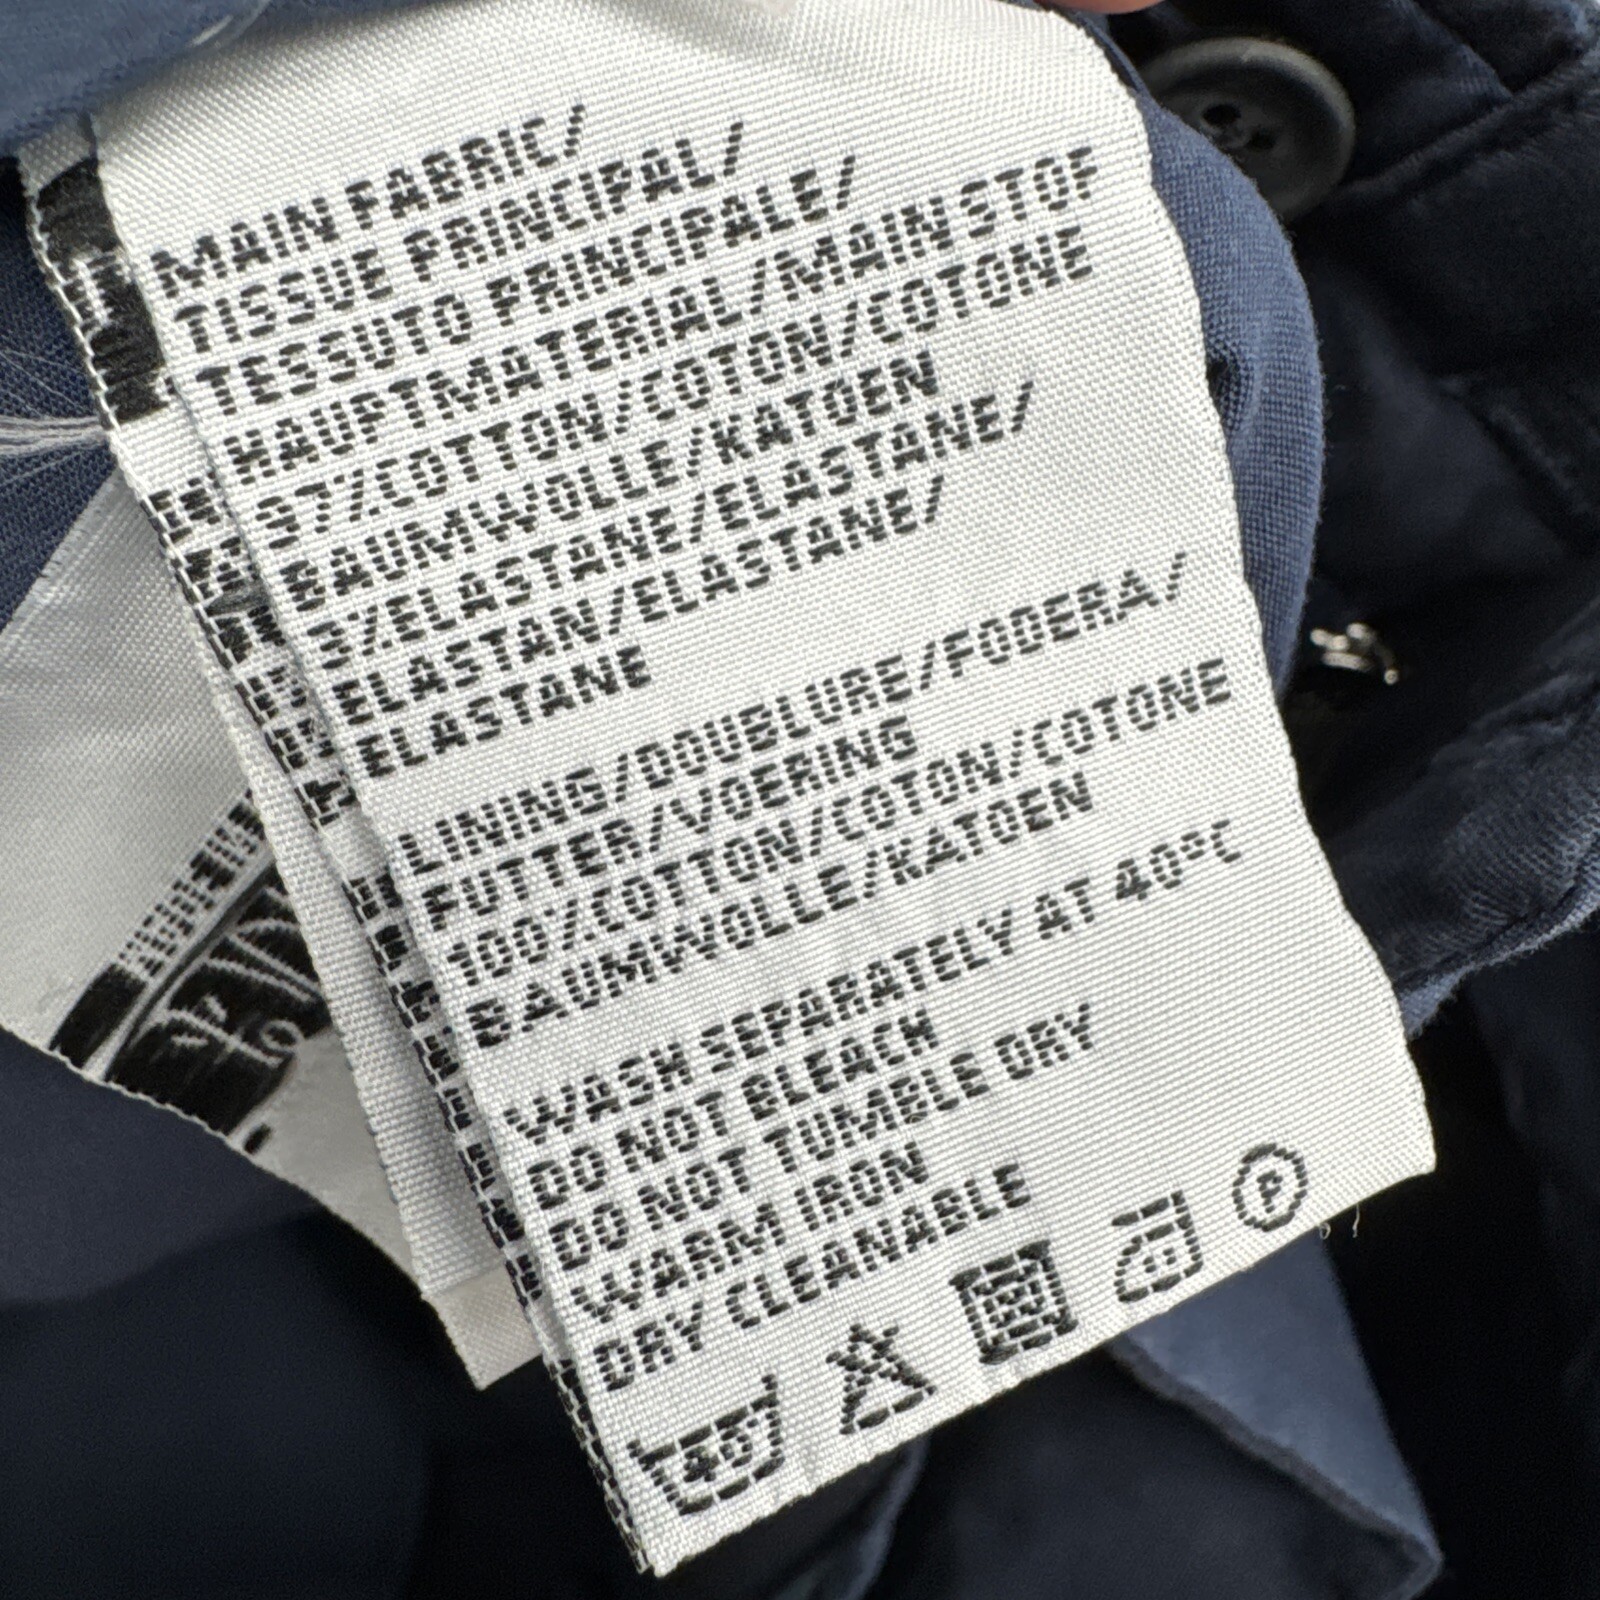 MAIN FABRIC/
TISSUE PRINCIPAL/
TESSUTO PRINCIPALE/
HAUPTMATERIAL/MAIN STOF
97%COTTON/COTON/COTONE
BAUMWOLLE/KATOEN
3%ELASTANE/ELASTANE/
ELASTAN/ELASTANE/
ELASTANE
LINING/DOUBLURE/FODERA/
FUTTER/VOERING
100%COTTON/COTON/COTONE
BAUMWOLLE/KATOEN
WASH SEPARATELY AT 40ºC
DO NOT BLEACH
DO NOT TUMBLE DRY
WARM IRON
DRY CLEANABLE
40° P